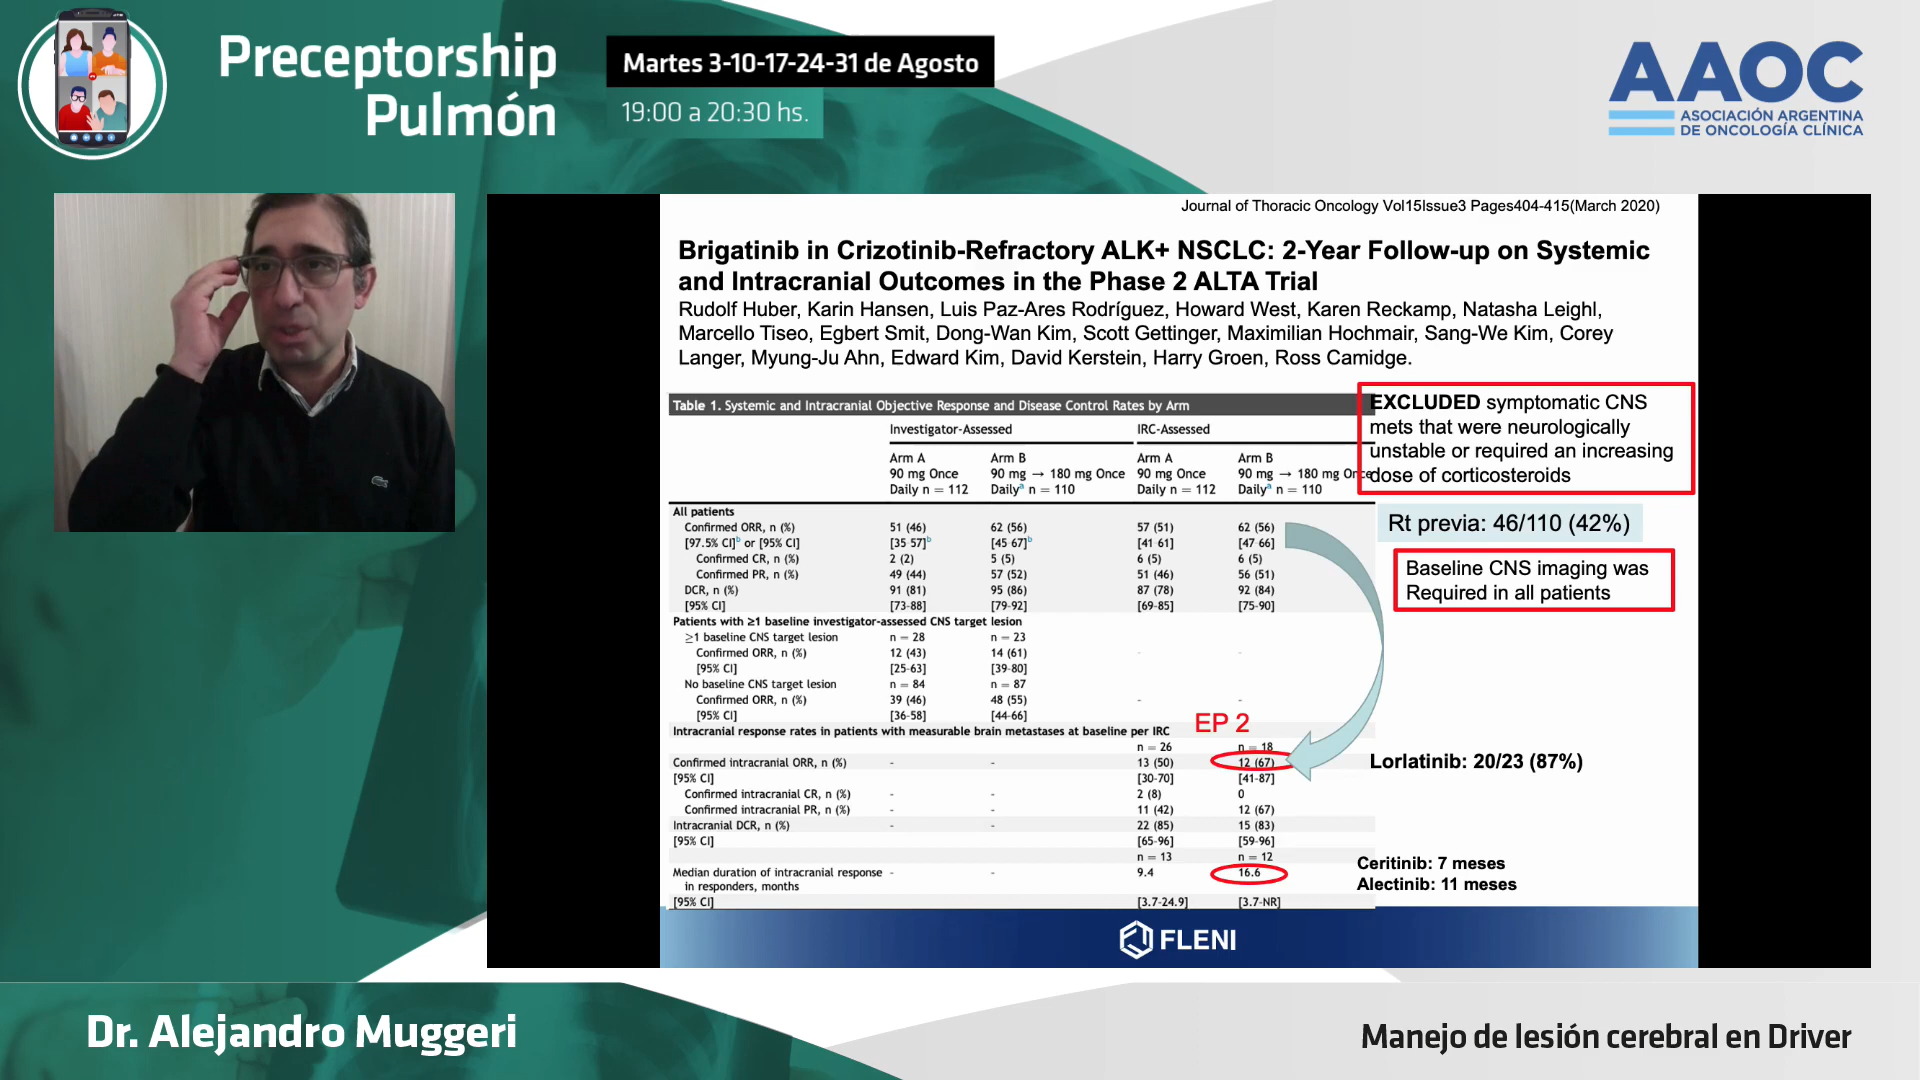 Preceptorship
Pulmón
Martes 3-10-17-24-31 de Agosto
19:00 a 20:30 hs.
AAOC
ASOCIACIÓN ARGENTINA
DE ONCOLOGÍA CLÍNICA
Journal of Thoracic Oncology Vol15Issue3 Pages404-415(March 2020)
Brigatinib in Crizotinib-Refractory ALK+ NSCLC: 2-Year Follow-up on Systemic
and Intracranial Outcomes in the Phase 2 ALTA Trial
Rudolf Huber, Karin Hansen, Luis Paz-Ares Rodríguez, Howard West, Karen Reckamp, Natasha Leighl,
Marcello Tiseo, Egbert Smit, Dong-Wan Kim, Scott Gettinger, Maximilian Hochmair, Sang-We Kim, Corey
Langer, Myung-Ju Ahn, Edward Kim, David Kerstein, Harry Groen, Ross Camidge.
Table 1. Systemic and Intracranial Objective Response and Disease Control Rates by Arm
Investigator-Assessed IRC-Assessed
Arm A Arm B Arm A Arm B
90 mg Once 90 mg → 180 mg Once 90 mg Once 90 mg → 180 mg Once
Daily n = 112 Dailyᵃ n = 110 Daily n = 112 Dailyᵃ n = 110
All patients
Confirmed ORR, n (%) 51 (46) 62 (56) 57 (51) 62 (56)
[97.5% CI]ᵇ or [95% CI] [35-57]ᵇ [45-67]ᵇ [41-61] [47-66]
Confirmed CR, n (%) 2 (2) 5 (5) 6 (5) 6 (5)
Confirmed PR, n (%) 49 (44) 57 (52) 51 (46) 56 (51)
DCR, n (%) 91 (81) 95 (86) 87 (78) 92 (84)
[95% CI] [73-88] [79-92] [69-85] [75-90]
Patients with ≥1 baseline investigator-assessed CNS target lesion
≥1 baseline CNS target lesion n = 28 n = 23
Confirmed ORR, n (%) 12 (43) 14 (61) - -
[95% CI] [25-63] [39-80]
No baseline CNS target lesion n = 84 n = 87
Confirmed ORR, n (%) 39 (46) 48 (55) - -
[95% CI] [36-58] [44-66]
EP 2
Intracranial response rates in patients with measurable brain metastases at baseline per IRC
n = 26 n = 18
Confirmed intracranial ORR, n (%) - - 13 (50) 12 (67)
[95% CI] [30-70] [41-87]
Confirmed intracranial CR, n (%) - - 2 (8) 0
Confirmed intracranial PR, n (%) - - 11 (42) 12 (67)
Intracranial DCR, n (%) - - 22 (85) 15 (83)
[95% CI] [65-96] [59-96]
n = 13 n = 12
Median duration of intracranial response - - 9.4 16.6
in responders, months
[95% CI] [3.7-24.9] [3.7-NR]
EXCLUDED symptomatic CNS
mets that were neurologically
unstable or required an increasing
dose of corticosteroids
Rt previa: 46/110 (42%)
Baseline CNS imaging was
Required in all patients
Lorlatinib: 20/23 (87%)
Ceritinib: 7 meses
Alectinib: 11 meses
FLENI
Dr. Alejandro Muggeri
Manejo de lesión cerebral en Driver